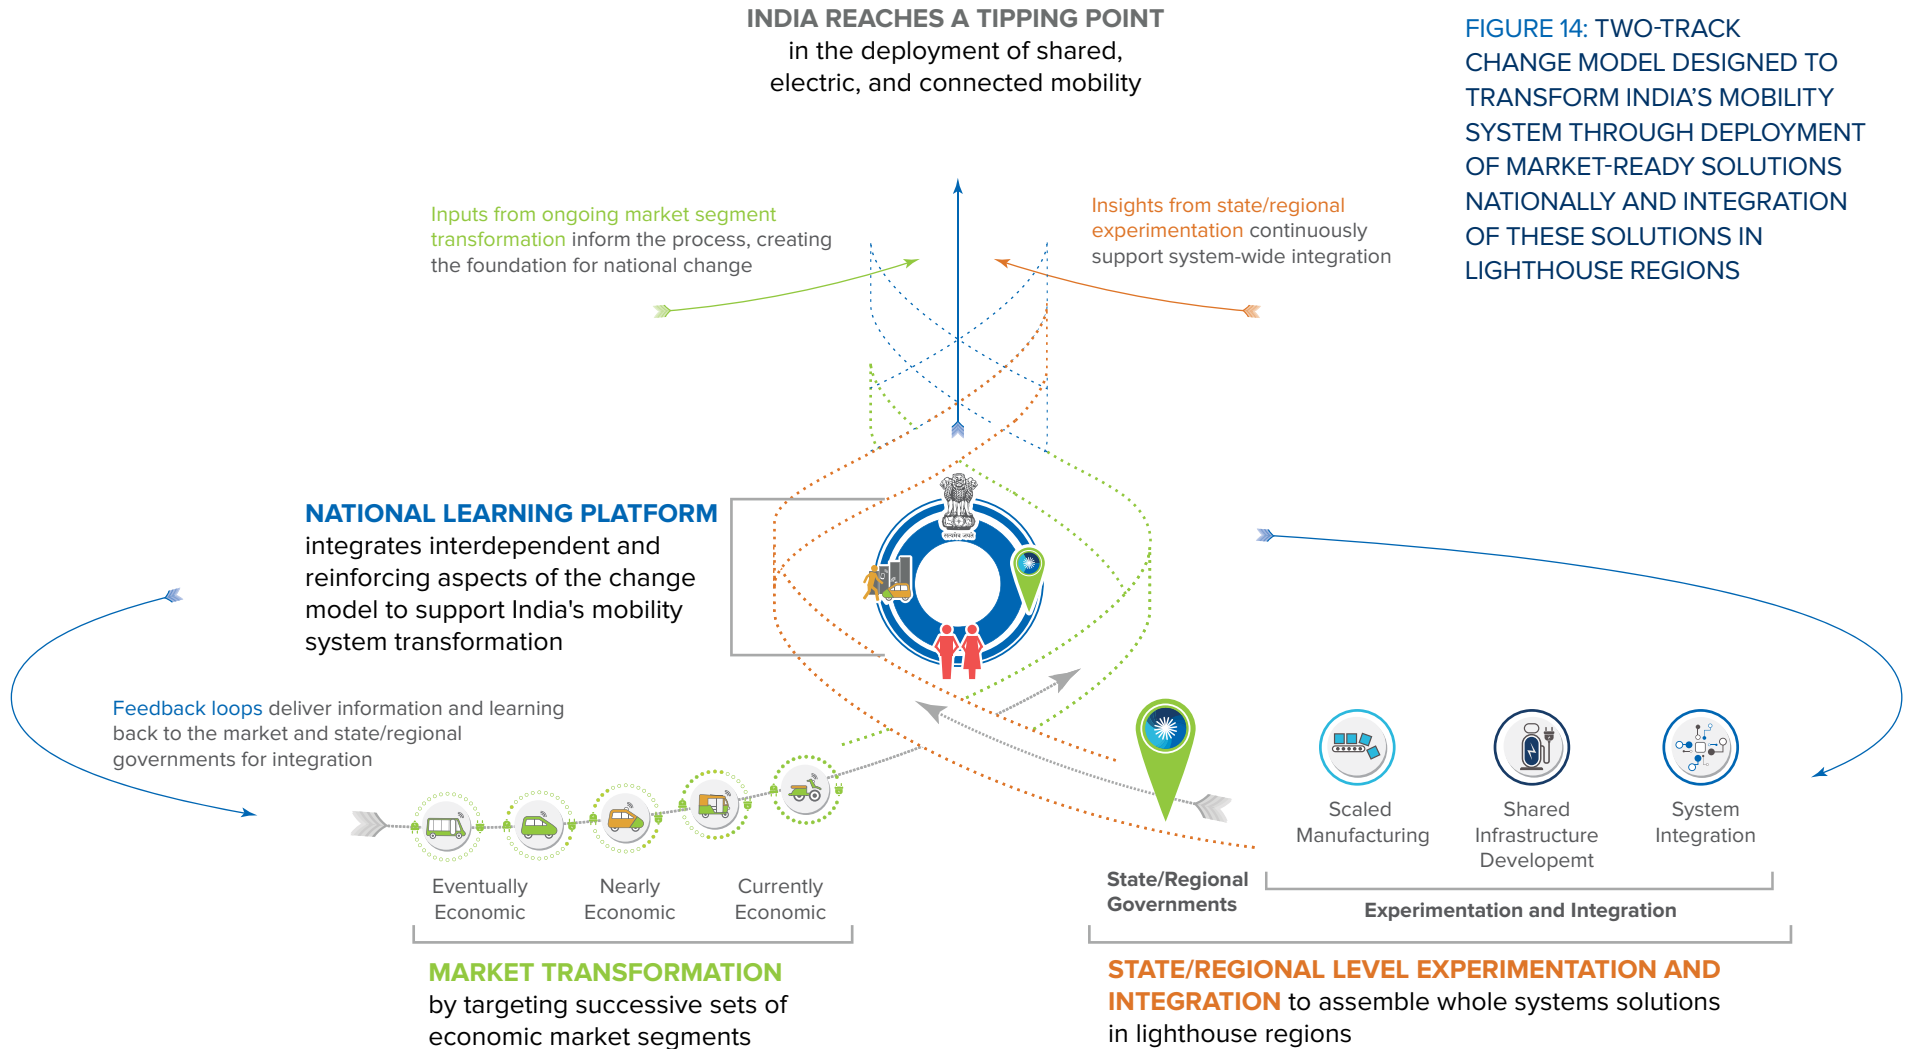 INDIA REACHES A TIPPING POINT
in the deployment of shared,
electric, and connected mobility
FIGURE 14: TWO-TRACK
CHANGE MODEL DESIGNED TO
TRANSFORM INDIA'S MOBILITY
SYSTEM THROUGH DEPLOYMENT
OF MARKET-READY SOLUTIONS
NATIONALLY AND INTEGRATION
OF THESE SOLUTIONS IN
LIGHTHOUSE REGIONS
Inputs from ongoing market segment
transformation inform the process, creating
the foundation for national change
Insights from state/regional
experimentation continuously
support system-wide integration
NATIONAL LEARNING PLATFORM
integrates interdependent and
reinforcing aspects of the change
model to support India's mobility
system transformation
सत्यमेव जयते
Feedback loops deliver information and learning
back to the market and state/regional
governments for integration
Eventually
Economic
Nearly
Economic
Currently
Economic
MARKET TRANSFORMATION
by targeting successive sets of
economic market segments
Scaled
Manufacturing
Shared
Infrastructure
Developemt
System
Integration
State/Regional
Governments
Experimentation and Integration
STATE/REGIONAL LEVEL EXPERIMENTATION AND
INTEGRATION to assemble whole systems solutions
in lighthouse regions